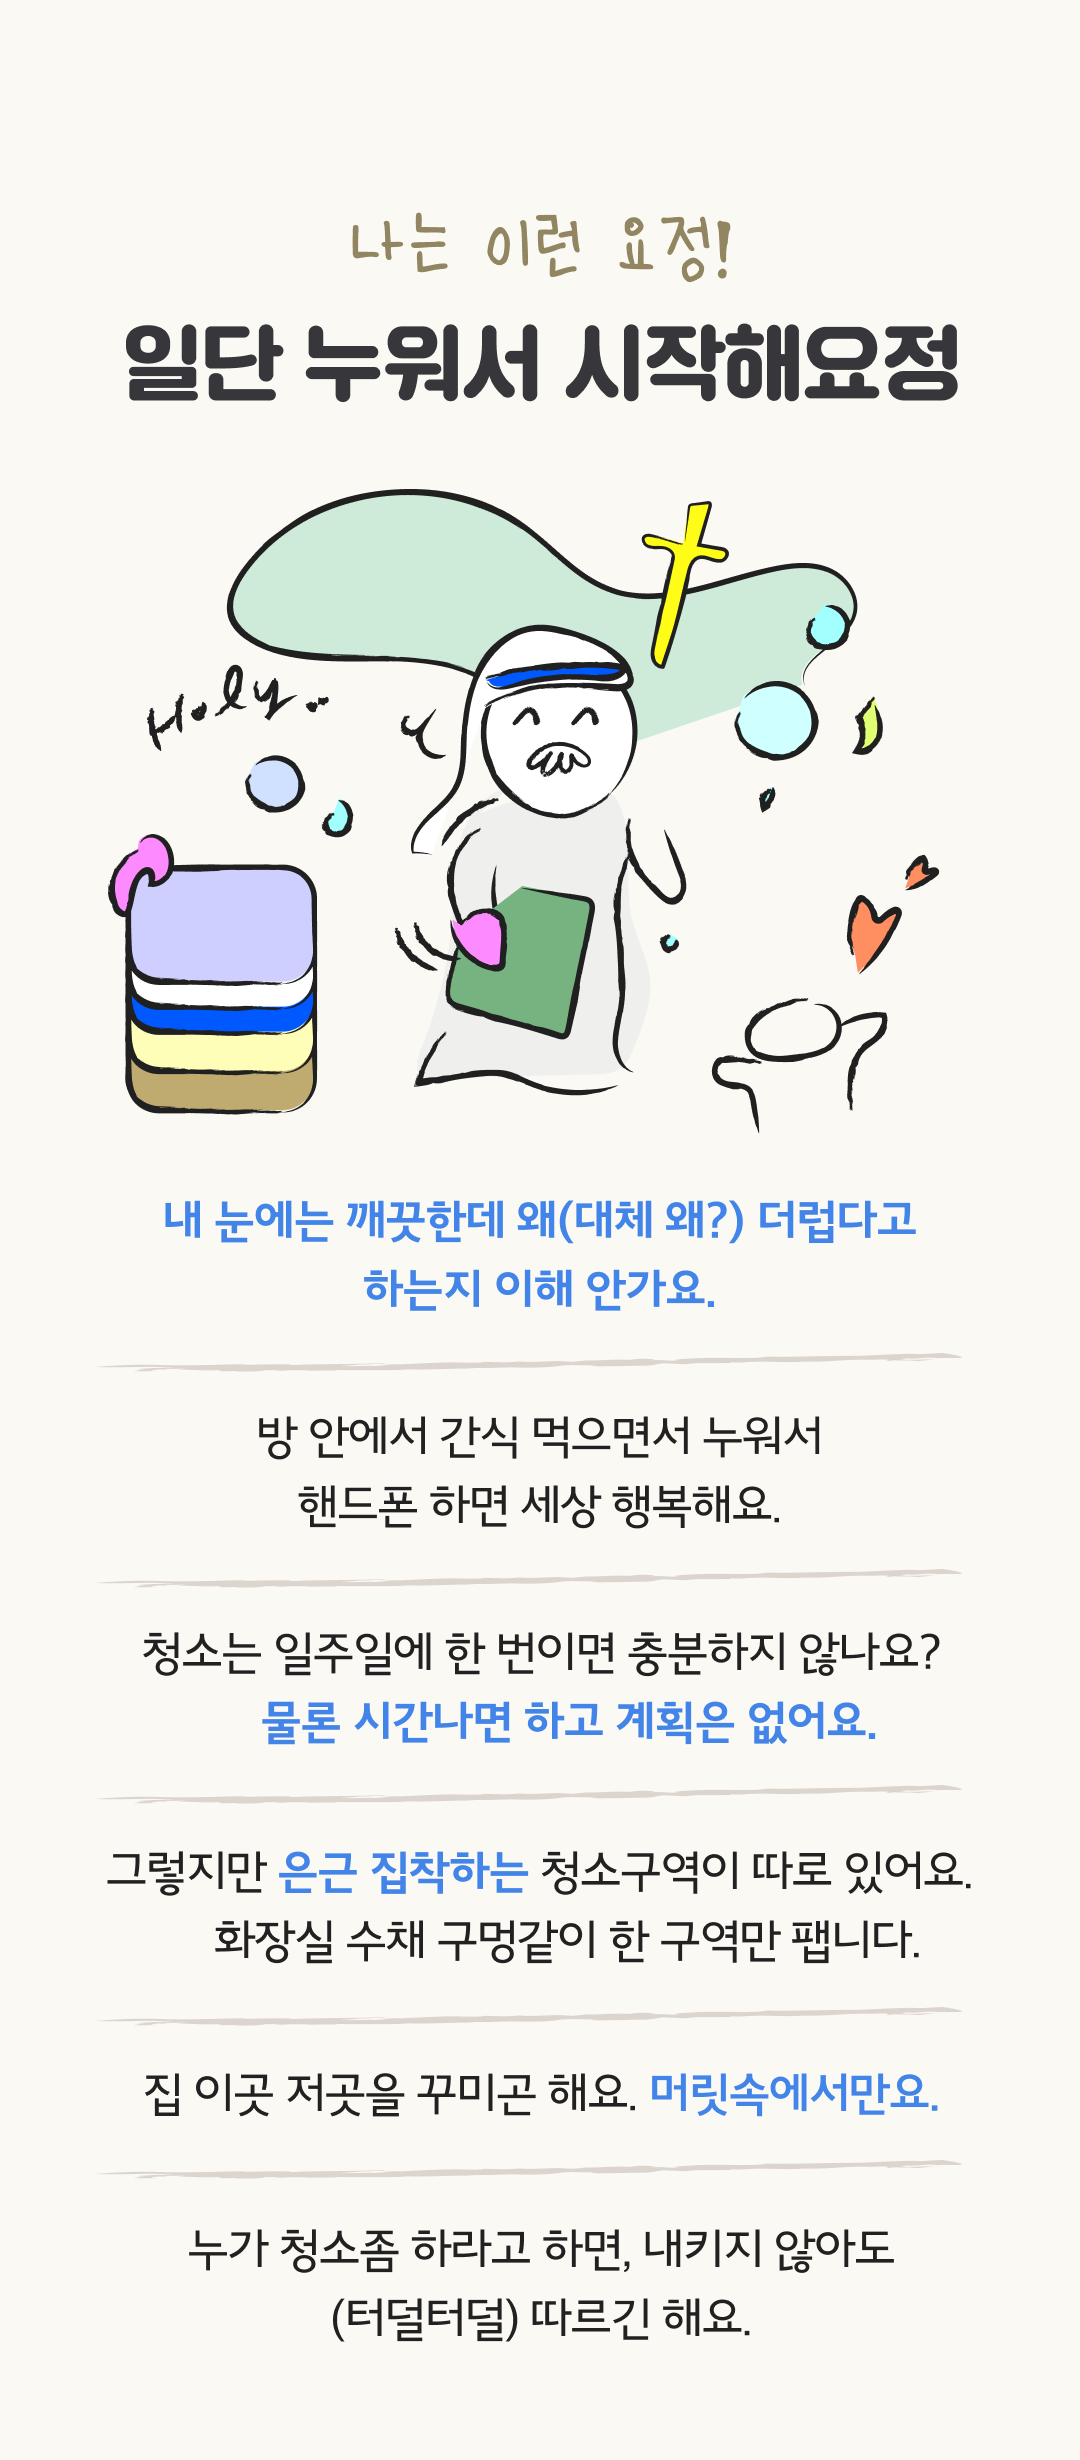 나는 이런 요정!
일단 누워서 시작해요정
Holy..
내 눈에는 깨끗한데 왜(대체 왜?) 더럽다고
하는지 이해 안가요.
방 안에서 간식 먹으면서 누워서
핸드폰 하면 세상 행복해요.
청소는 일주일에 한 번이면 충분하지 않나요?
물론 시간나면 하고 계획은 없어요.
그렇지만 은근 집착하는 청소구역이 따로 있어요.
화장실 수채 구멍같이 한 구역만 팹니다.
집 이곳 저곳을 꾸미곤 해요. 머릿속에서만요.
누가 청소좀 하라고 하면, 내키지 않아도
(터덜터덜) 따르긴 해요.